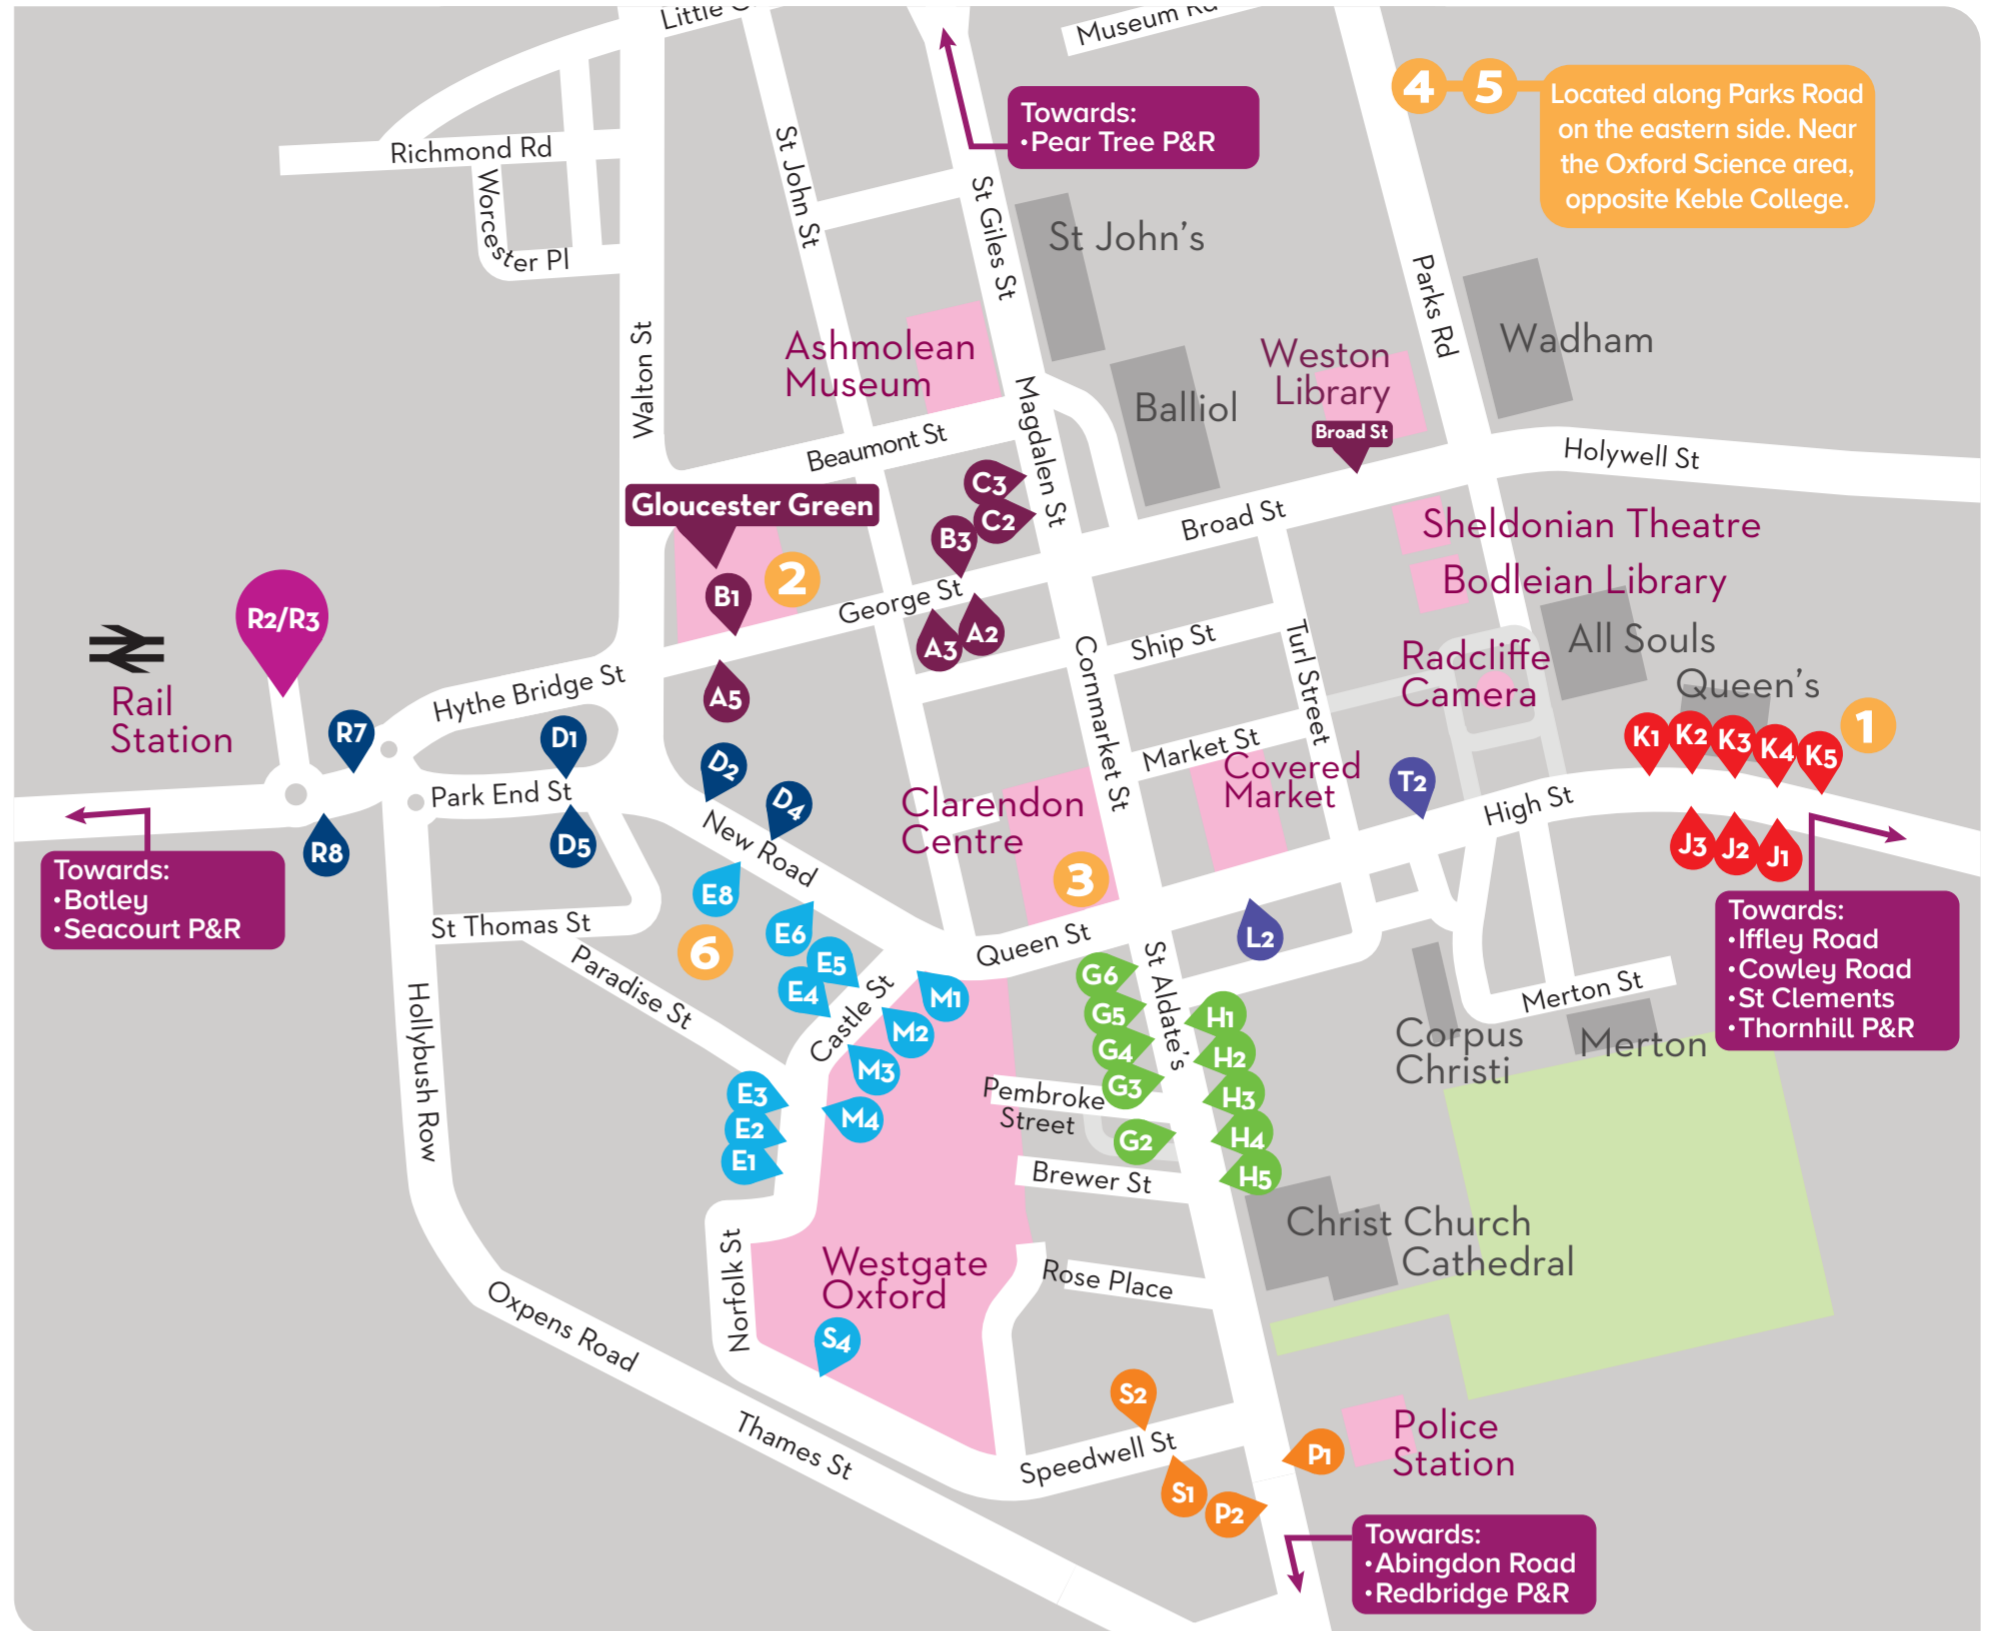 Little
Museum Rd
4
5
Located along Parks Road
on the eastern side. Near
the Oxford Science area,
opposite Keble College.
Towards:
•Pear Tree P&R
Richmond Rd
Worcester Pl
St John St
St Giles St
St John's
Parks Rd
Wadham
Walton St
Ashmolean
Museum
Magdalen St
Balliol
Weston
Library
Broad St
Holywell St
Beaumont St
Gloucester Green
C3
C2
B3
Broad St
Sheldonian Theatre
Bodleian Library
B1
2
George St
A3
A2
A5
R2/R3
Rail
Station
Hythe Bridge St
Ship St
Cornmarket St
Turl Street
Radcliffe
Camera
All Souls
Queen's
1
K1
K2
K3
K4
K5
R7
D1
D2
D4
Park End St
R8
D5
New Road
Market St
Covered
Market
T2
High St
J3
J2
J1
Clarendon
Centre
3
Towards:
•Botley
•Seacourt P&R
St Thomas St
E8
E6
6
E5
E4
Queen St
L2
Towards:
•Iffley Road
•Cowley Road
•St Clements
•Thornhill P&R
Paradise St
Castle St
M1
M2
M3
M4
E3
E2
E1
Hollybush Row
St Aldate's
G6
G5
G4
G3
G2
H1
H2
H3
H4
H5
Merton St
Corpus
Christi
Merton
Pembroke
Street
Brewer St
Christ Church
Cathedral
Norfolk St
Westgate
Oxford
Rose Place
S4
Oxpens Road
Thames St
Speedwell St
S2
S1
P1
P2
Police
Station
Towards:
•Abingdon Road
•Redbridge P&R